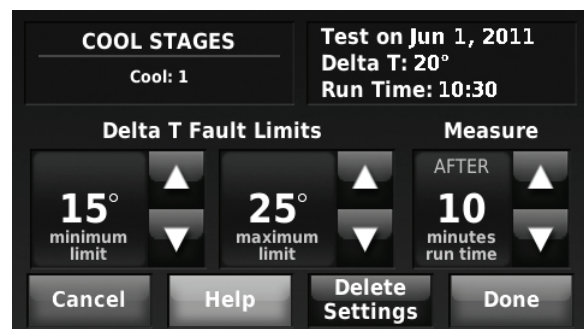 COOL STAGES
Cool: 1
Test on Jun 1, 2011
Delta T: 20°
Run Time: 10:30
Delta T Fault Limits
Measure
15°
minimum
limit
25°
maximum
limit
AFTER
10
minutes
run time
Cancel
Help
Delete
Settings
Done